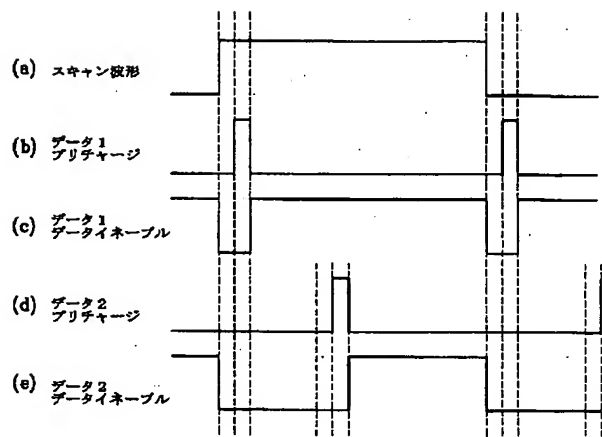 (a) スキャン波形
(b) データ1
プリチャージ
(c) データ1
データイネーブル
(d) データ2
プリチャージ
(e) データ2
データイネーブル